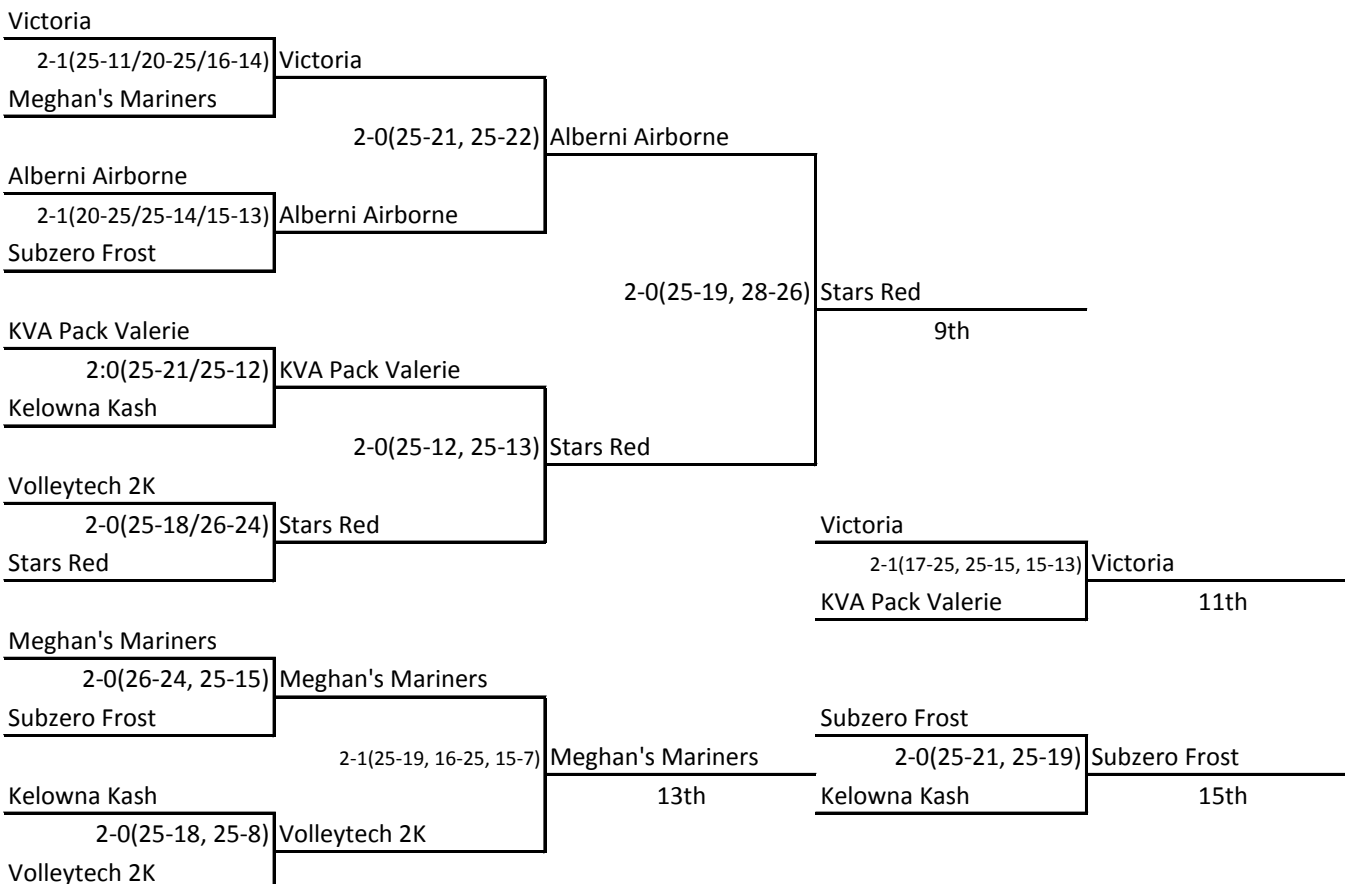 Victoria
2-1(25-11/20-25/16-14) Victoria
Meghan's Mariners
2-0(25-21, 25-22) Alberni Airborne
Alberni Airborne
2-1(20-25/25-14/15-13) Alberni Airborne
Subzero Frost
2-0(25-19, 28-26) Stars Red
KVA Pack Valerie 9th
2:0(25-21/25-12) KVA Pack Valerie
Kelowna Kash
2-0(25-12, 25-13) Stars Red
Volleytech 2K
2-0(25-18/26-24) Stars Red Victoria
Stars Red 2-1(17-25, 25-15, 15-13) Victoria
KVA Pack Valerie 11th
Meghan's Mariners
2-0(26-24, 25-15) Meghan's Mariners
Subzero Frost Subzero Frost
2-1(25-19, 16-25, 15-7) Meghan's Mariners 2-0(25-21, 25-19) Subzero Frost
Kelowna Kash 13th Kelowna Kash 15th
2-0(25-18, 25-8) Volleytech 2K
Volleytech 2K